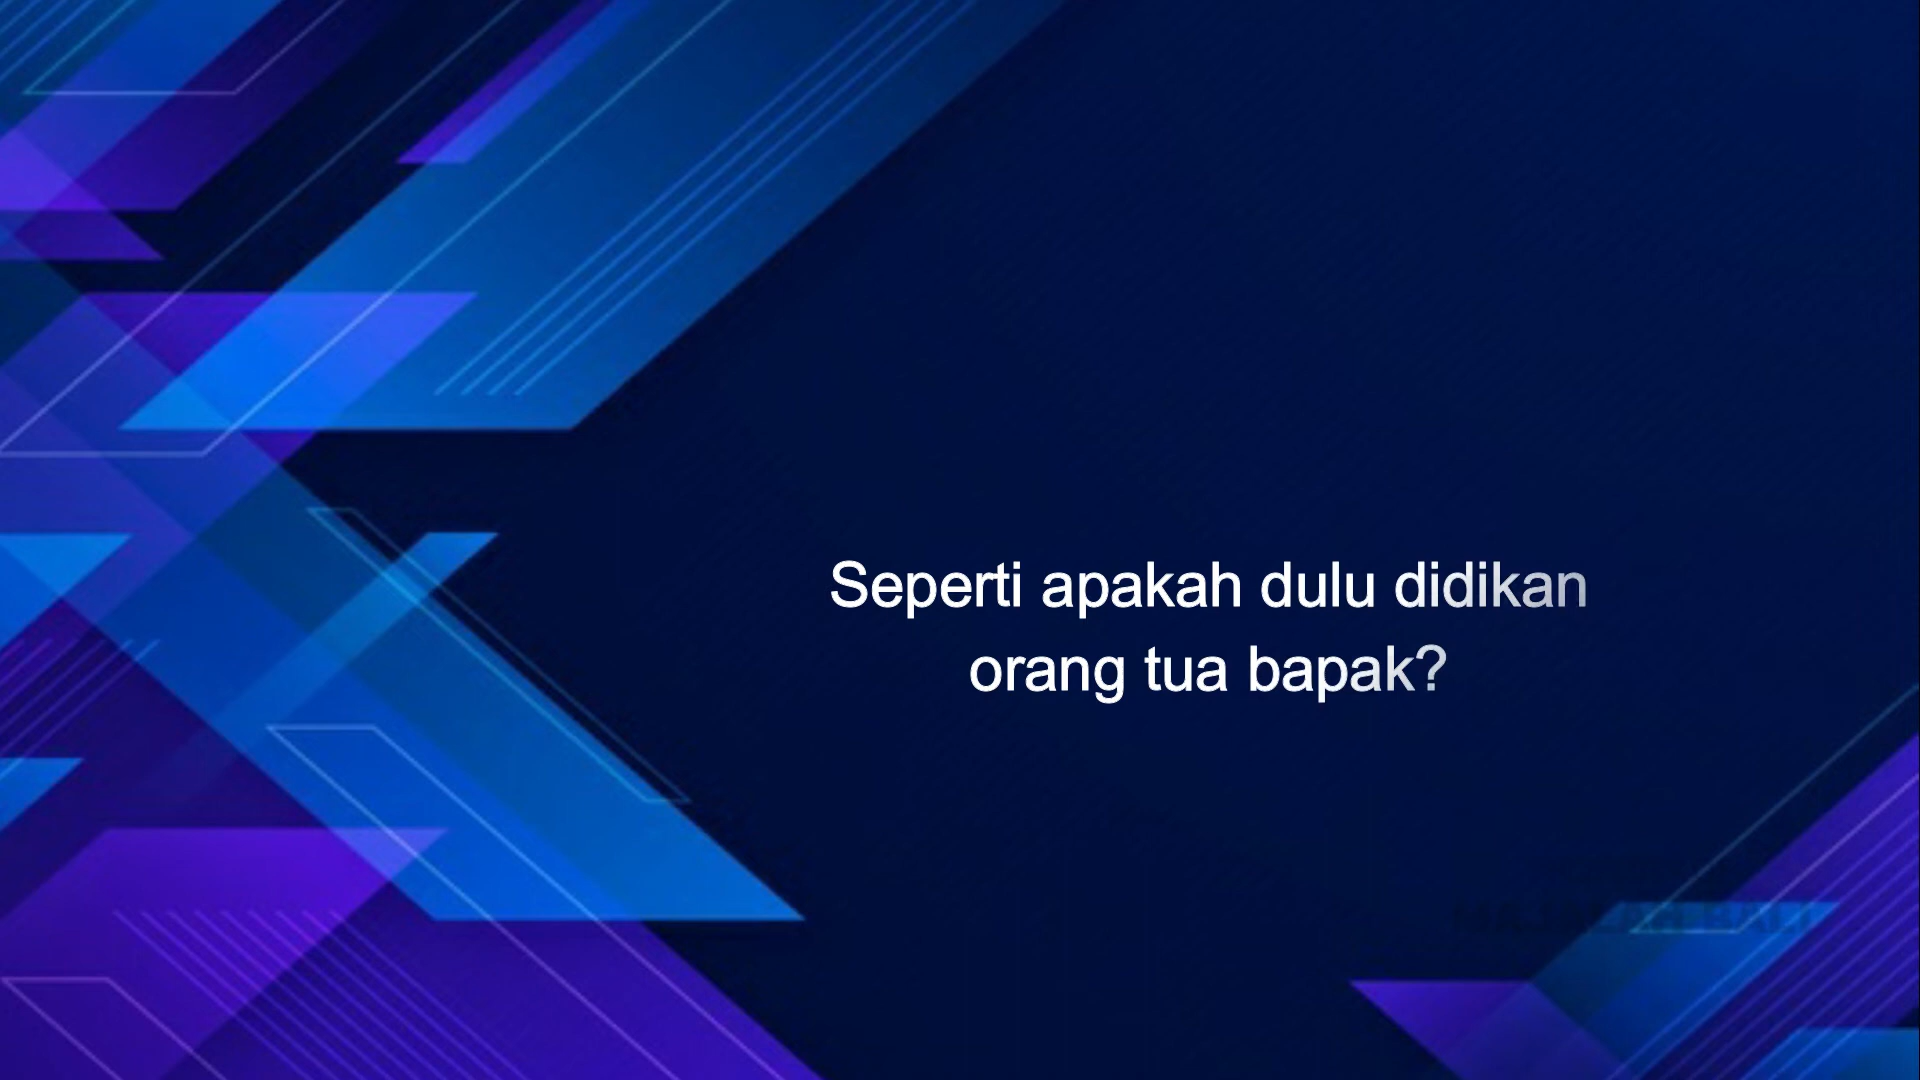 Seperti apakah dulu didikan
orang tua bapak?